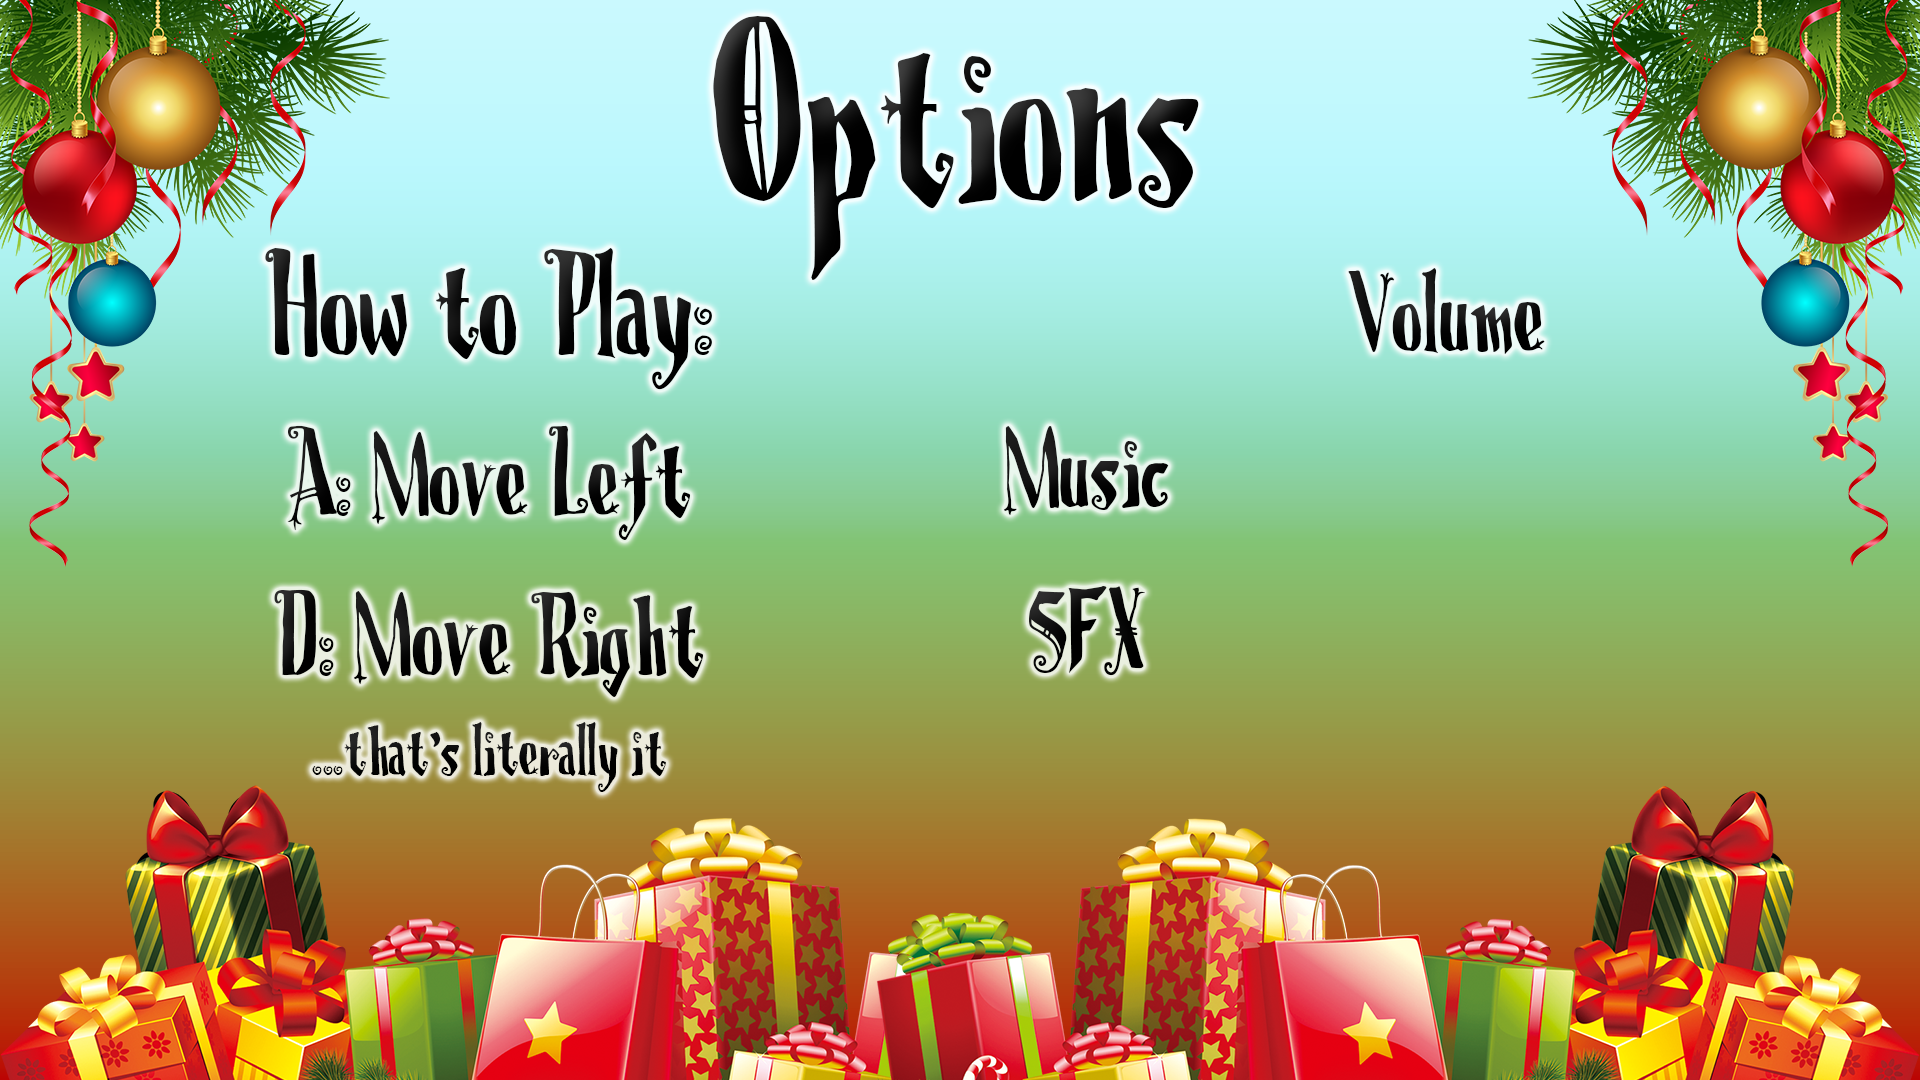 Options
How to Play:
A: Move Left
D: Move Right
...that's literally it
Volume
Music
SFX